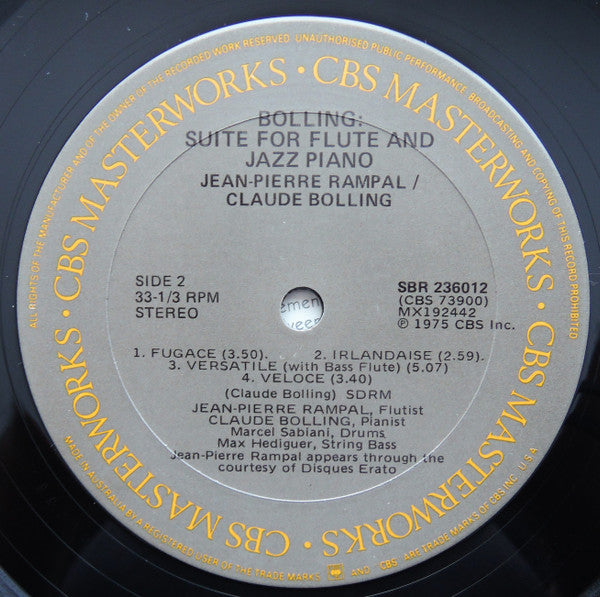 ALL RIGHTS OF THE MANUFACTURER AND OF THE OWNER OF THE RECORDED WORK RESERVED. UNAUTHORISED PUBLIC PERFORMANCE, BROADCASTING AND COPYING OF THIS RECORD PROHIBITED
CBS MASTERWORKS · CBS MASTERWORKS · CBS MASTERWORKS · CBS MASTERWORKS ·
BOLLING:
SUITE FOR FLUTE AND
JAZZ PIANO
JEAN-PIERRE RAMPAL /
CLAUDE BOLLING
SIDE 2
33-1/3 RPM
STEREO
SBR 236012
(CBS 73900)
MX192442
℗ 1975 CBS Inc.
1. FUGACE (3.50). 2. IRLANDAISE (2.59).
3. VERSATILE (with Bass Flute) (5.07)
4. VELOCE (3.40)
(Claude Bolling) SDRM
JEAN-PIERRE RAMPAL, Flutist
CLAUDE BOLLING, Pianist
Marcel Sabiani, Drums
Max Hediguer, String Bass
Jean-Pierre Rampal appears through the
courtesy of Disques Erato
MADE IN AUSTRALIA BY A REGISTERED USER OF THE TRADE MARKS AND CBS ARE TRADE MARKS OF CBS INC. U.S.A.